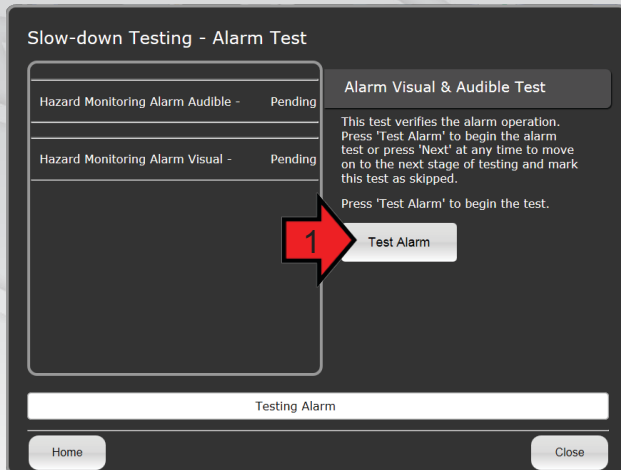 Slow-down Testing - Alarm Test
Hazard Monitoring Alarm Audible - Pending
Hazard Monitoring Alarm Visual - Pending
Alarm Visual & Audible Test
This test verifies the alarm operation.
Press 'Test Alarm' to begin the alarm
test or press 'Next' at any time to move
on to the next stage of testing and mark
this test as skipped.
Press 'Test Alarm' to begin the test.
1
Test Alarm
Testing Alarm
Home
Close